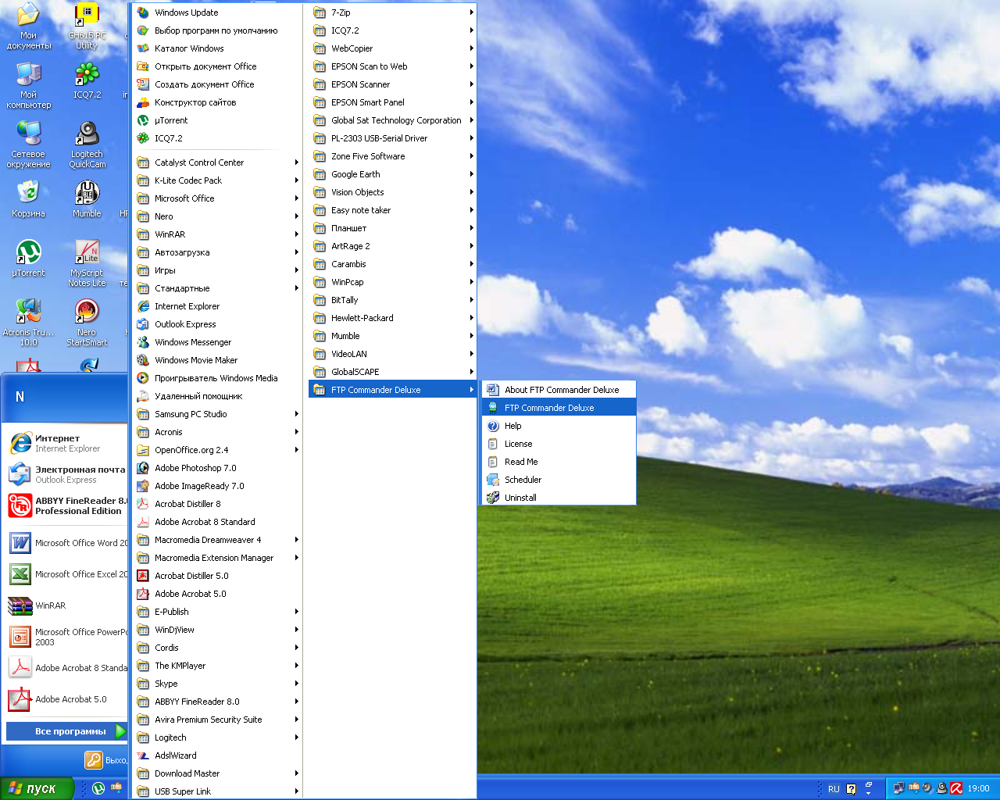 Мои
документы
GH615 PC
Utility
Мой
компьютер
ICQ7.2
Сетевое
окружение
Logitech
QuickCam
Корзина
Mumble
µTorrent
MyScript
Notes Lite
Acronis Tru...
10.0
Nero
StartSmart
N
Интернет
Internet Explorer
Электронная почта
Outlook Express
ABBYY FineReader 8.0
Professional Edition
Microsoft Office Word 20
Microsoft Office Excel 20
WinRAR
Microsoft Office PowerPo
2003
Adobe Acrobat 8 Standa
Adobe Acrobat 5.0
Все программы
Выхо
Windows Update
Выбор программ по умолчанию
Каталог Windows
Открыть документ Office
Создать документ Office
Конструктор сайтов
µTorrent
ICQ7.2
Catalyst Control Center
K-Lite Codec Pack
Microsoft Office
Nero
WinRAR
Автозагрузка
Игры
Стандартные
Internet Explorer
Outlook Express
Windows Messenger
Windows Movie Maker
Проигрыватель Windows Media
Удаленный помощник
Samsung PC Studio
Acronis
OpenOffice.org 2.4
Adobe Photoshop 7.0
Adobe ImageReady 7.0
Acrobat Distiller 8
Adobe Acrobat 8 Standard
Macromedia Dreamweaver 4
Macromedia Extension Manager
Acrobat Distiller 5.0
Adobe Acrobat 5.0
E-Publish
WinDjView
Cordis
The KMPlayer
Skype
ABBYY FineReader 8.0
Avira Premium Security Suite
Logitech
AdslWizard
Download Master
USB Super Link
7-Zip
ICQ7.2
WebCopier
EPSON Scan to Web
EPSON Scanner
EPSON Smart Panel
Global Sat Technology Corporation
PL-2303 USB-Serial Driver
Zone Five Software
Google Earth
Vision Objects
Easy note taker
Планшет
ArtRage 2
Carambis
WinPcap
BitTally
Hewlett-Packard
Mumble
VideoLAN
GlobalSCAPE
FTP Commander Deluxe
About FTP Commander Deluxe
FTP Commander Deluxe
Help
License
Read Me
Scheduler
Uninstall
пуск
RU
19:00